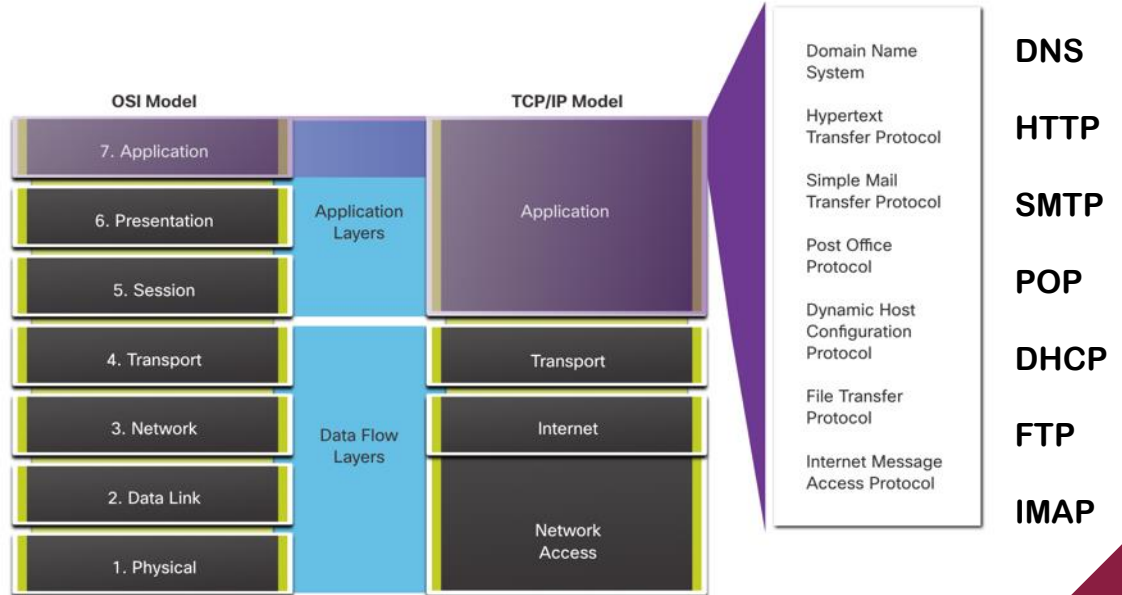 OSI Model
7. Application
6. Presentation
5. Session
4. Transport
3. Network
2. Data Link
1. Physical
Application
Layers
Data Flow
Layers
TCP/IP Model
Application
Transport
Internet
Network
Access
Domain Name
System
Hypertext
Transfer Protocol
Simple Mail
Transfer Protocol
Post Office
Protocol
Dynamic Host
Configuration
Protocol
File Transfer
Protocol
Internet Message
Access Protocol
DNS
HTTP
SMTP
POP
DHCP
FTP
IMAP